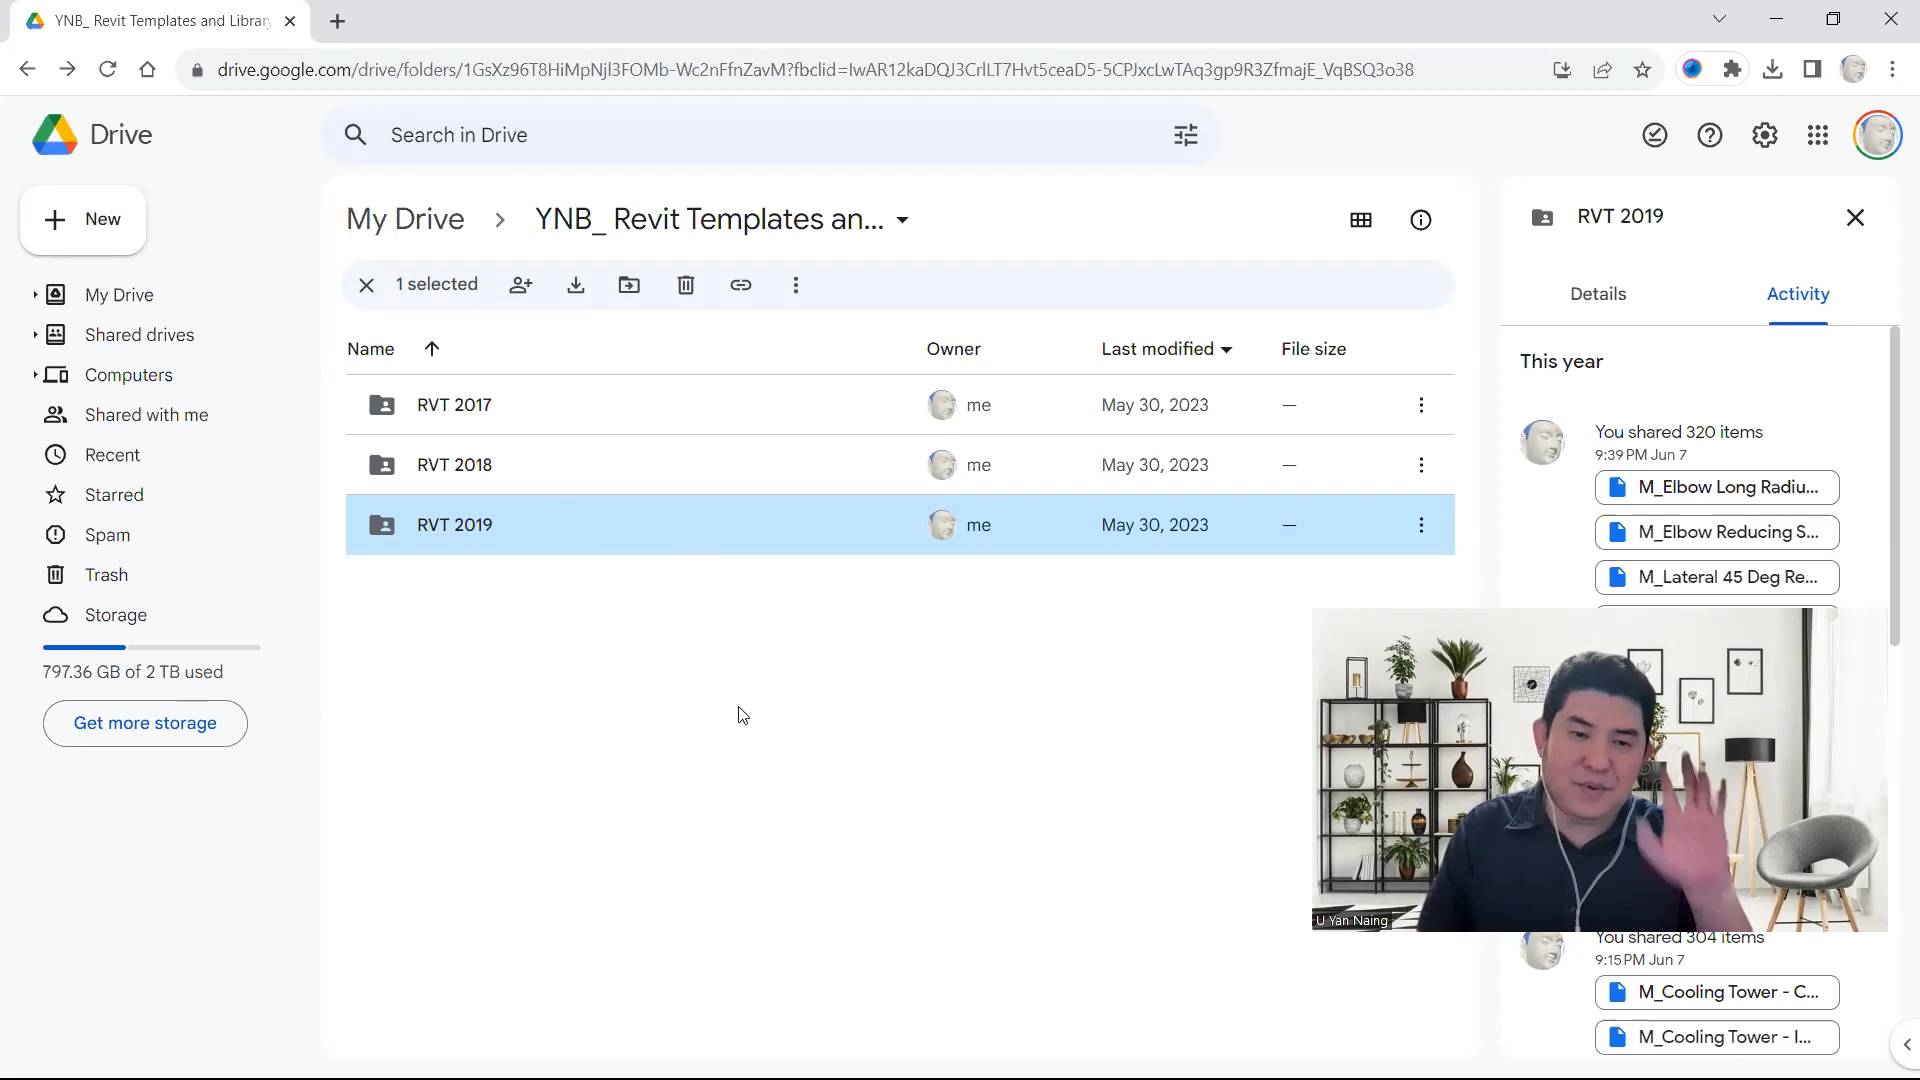 YNB_ Revit Templates and Librar
drive.google.com/drive/folders/1GsXz96T8HiMpNjl3FOMb-Wc2nFfnZavM?fbclid=IwAR12kaDQJ3CrlLT7Hvt5ceaD5-5CPJxcLwTAq3gp9R3ZfmajE_VqBSQ3o38
Drive
Search in Drive
New
My Drive
Shared drives
Computers
Shared with me
Recent
Starred
Spam
Trash
Storage
797.36 GB of 2 TB used
Get more storage
My Drive > YNB_ Revit Templates an...
1 selected
Name Owner Last modified File size
RVT 2017 me May 30, 2023 —
RVT 2018 me May 30, 2023 —
RVT 2019 me May 30, 2023 —
RVT 2019
Details Activity
This year
You shared 320 items
9:39 PM Jun 7
M_Elbow Long Radiu...
M_Elbow Reducing S...
M_Lateral 45 Deg Re...
U Yan Naing
You shared 304 items
9:15 PM Jun 7
M_Cooling Tower - C...
M_Cooling Tower - I...